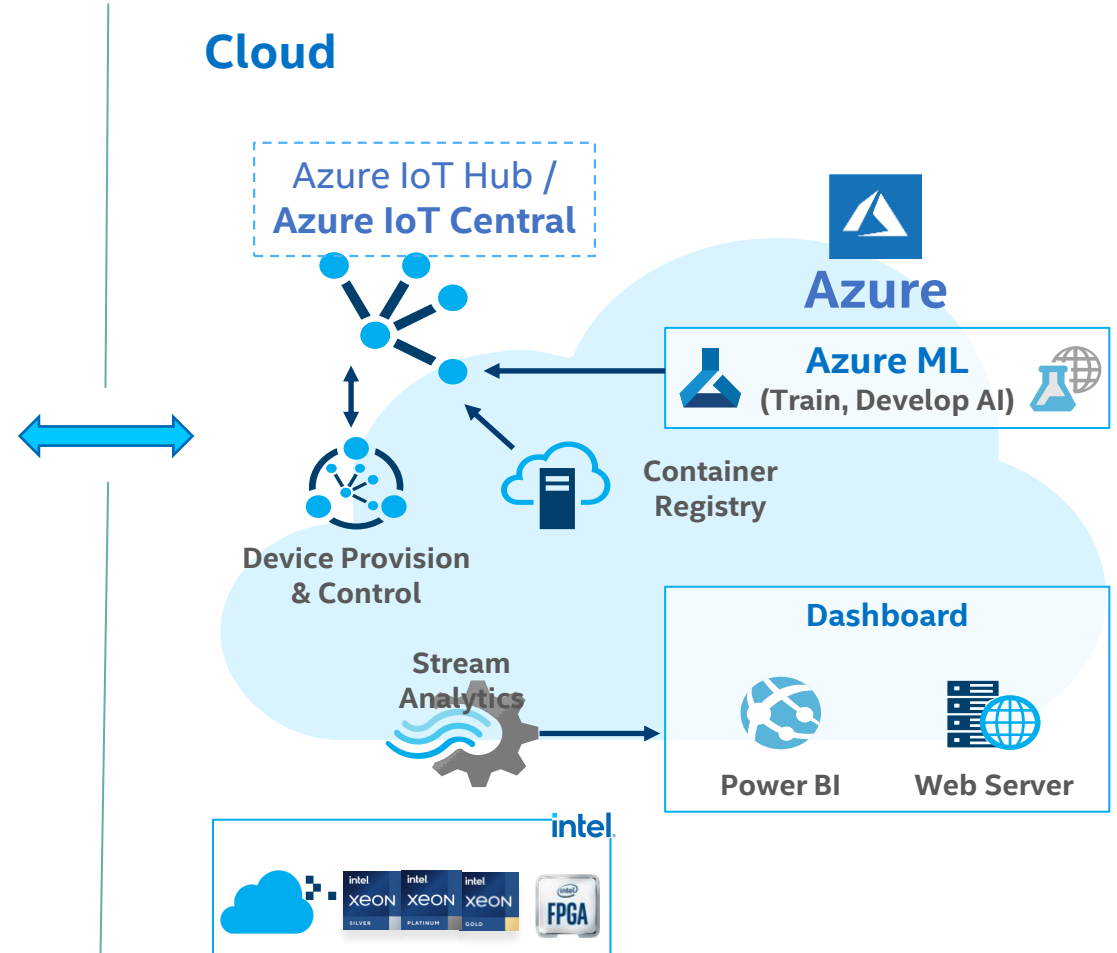 Cloud
Azure IoT Hub /
Azure IoT Central
Azure
Azure ML
(Train, Develop AI)
Container
Registry
Device Provision
& Control
Dashboard
Stream
Analytics
Power BI
Web Server
intel.
intel
XEON
SILVER
intel
XEON
PLATINUM
intel
XEON
GOLD
intel
FPGA